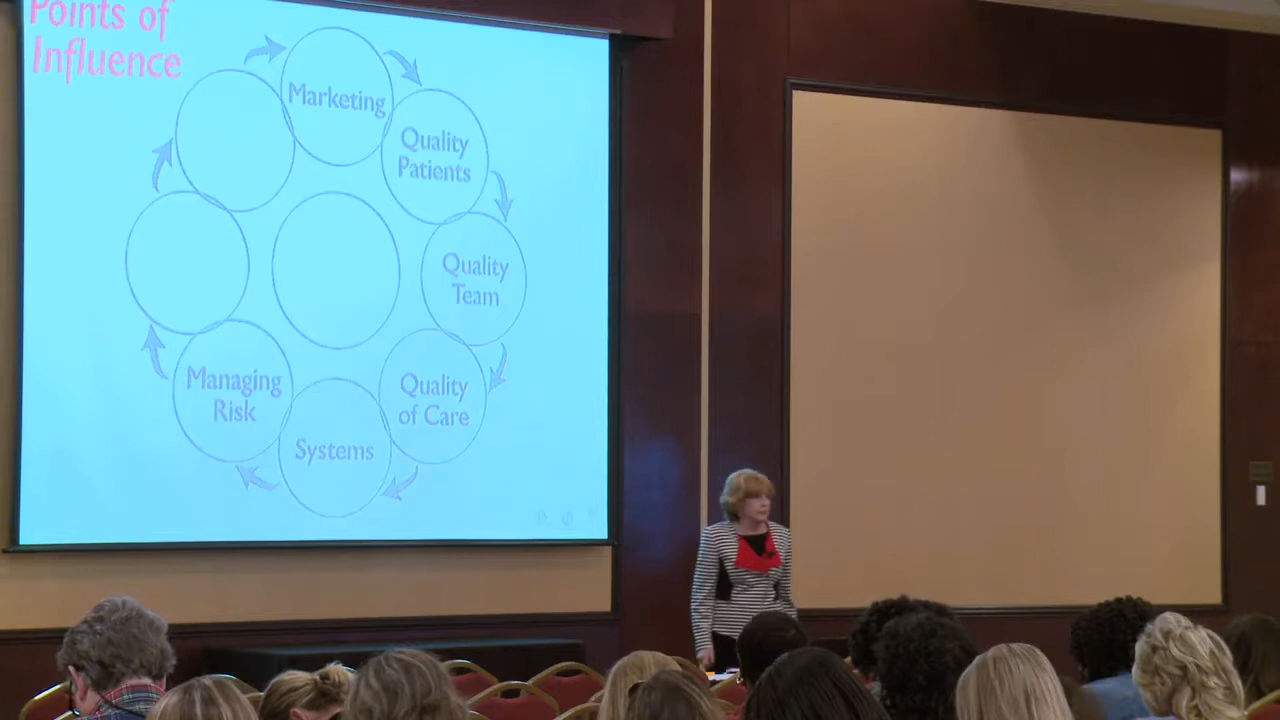 Points of
Influence
Marketing
Quality
Patients
Quality
Team
Quality
of Care
Systems
Managing
Risk